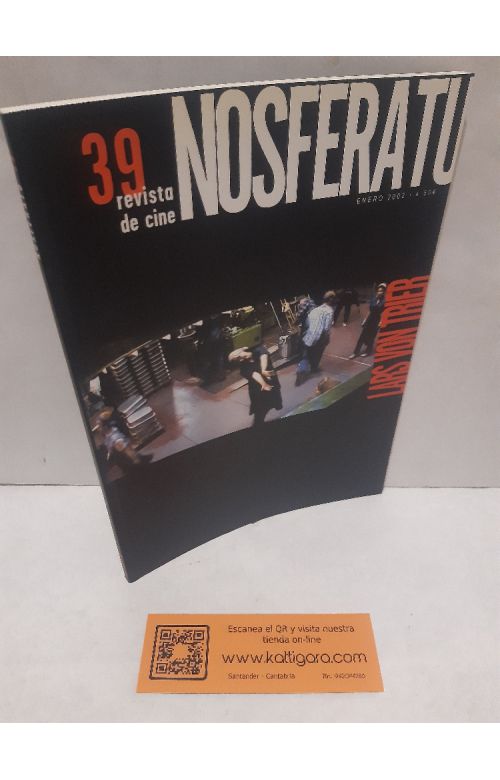 39
NOSFERATU
revista
de cine
ENERO 2002
LARS VON TRIER
Escanea el QR y visita nuestra
tienda on-line
www.kattigara.com
Santander - Cantabria